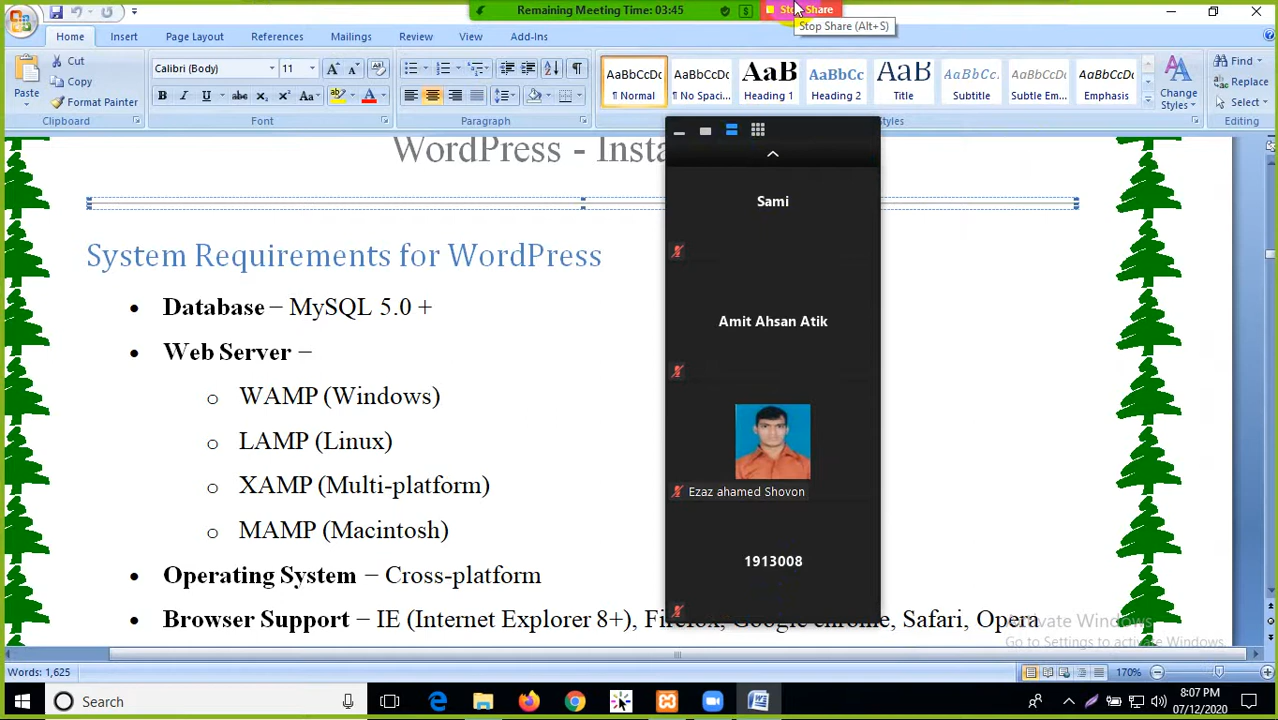 Remaining Meeting Time: 03:45
Stop Share
Stop Share (Alt+S)
Home Insert Page Layout References Mailings Review View Add-Ins
Paste
Cut
Copy
Format Painter
Clipboard
Calibri (Body) 11
Font
Paragraph
AaBbCcDc AaBbCcDc AaB AaBbCc AaB AaBbCc AaBbCcDc AaBbCcDc
¶ Normal ¶ No Spaci... Heading 1 Heading 2 Title Subtitle Subtle Em... Emphasis
Change Styles
Styles
Find
Replace
Select
Editing
WordPress - Insta
System Requirements for WordPress
• Database – MySQL 5.0 +
• Web Server –
o WAMP (Windows)
o LAMP (Linux)
o XAMP (Multi-platform)
o MAMP (Macintosh)
• Operating System – Cross-platform
• Browser Support – IE (Internet Explorer 8+), Firefox, Google chrome, Safari, Opera
Sami
Amit Ahsan Atik
Ezaz ahamed Shovon
1913008
Activate Windows
Go to Settings to activate Windows.
Words: 1,625
170%
Search
8:07 PM
07/12/2020